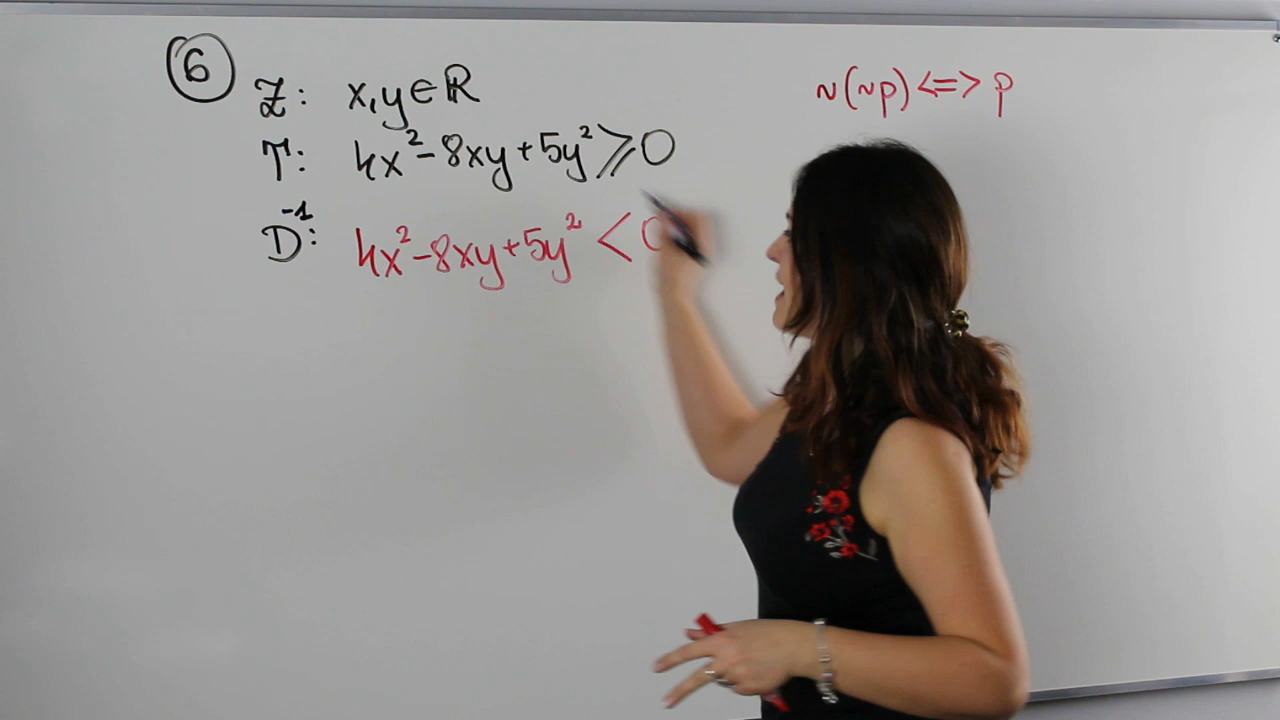 6
Z: x,y∈ℝ
T: 4x²-8xy+5y²⩾0
D⁻¹: 4x²-8xy+5y²<0
~(~p)<=>p